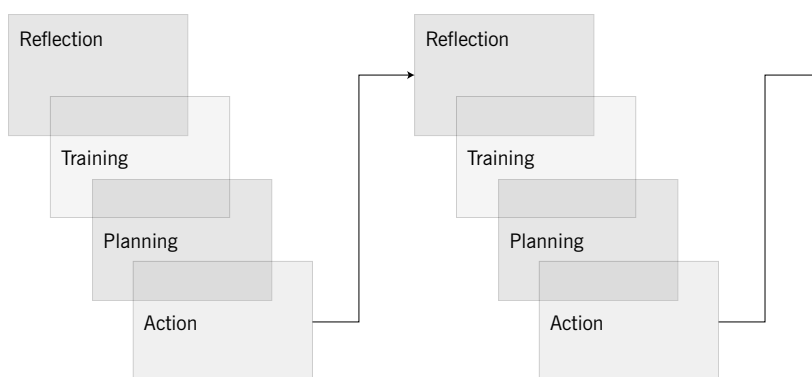 Reflection
Training
Planning
Action
Reflection
Training
Planning
Action